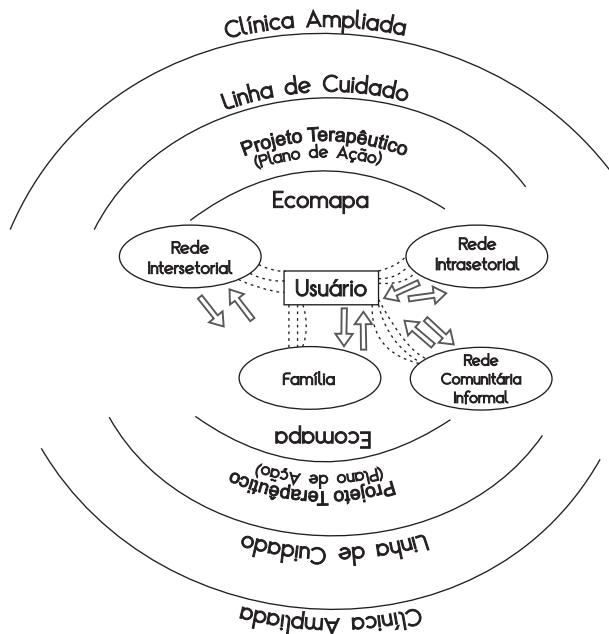 Clínica Ampliada
Linha de Cuidado
Projeto Terapêutico
(Plano de Ação)
Ecomapa
Rede
Intersetorial
Rede
Intrasetorial
Usuário
Família
Rede
Comunitária
Informal
Ecomapa
(Plano de Ação)
Projeto Terapêutico
Linha de Cuidado
Clínica Ampliada